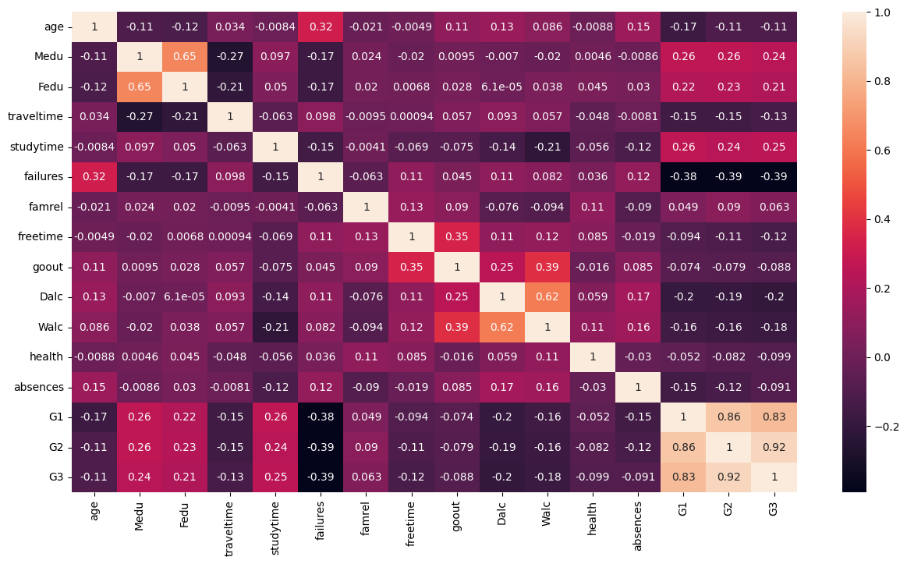 age 1 -0.11 -0.12 0.034 -0.0084 0.32 -0.021 -0.0049 0.11 0.13 0.086 -0.0088 0.15 -0.17 -0.11 -0.11 1.0
Medu -0.11 1 0.65 -0.27 0.097 -0.17 0.024 -0.02 0.0095 -0.007 -0.02 0.0046 -0.0086 0.26 0.26 0.24
Fedu -0.12 0.65 1 -0.21 0.05 -0.17 0.02 0.0068 0.028 6.1e-05 0.038 0.045 0.03 0.22 0.23 0.21 0.8
traveltime 0.034 -0.27 -0.21 1 -0.063 0.098 -0.0095 0.00094 0.057 0.093 0.057 -0.048 -0.0081 -0.15 -0.15 -0.13
studytime -0.0084 0.097 0.05 -0.063 1 -0.15 -0.0041 -0.069 -0.075 -0.14 -0.21 -0.056 -0.12 0.26 0.24 0.25 0.6
failures 0.32 -0.17 -0.17 0.098 -0.15 1 -0.063 0.11 0.045 0.11 0.082 0.036 0.12 -0.38 -0.39 -0.39
famrel -0.021 0.024 0.02 -0.0095 -0.0041 -0.063 1 0.13 0.09 -0.076 -0.094 0.11 -0.09 0.049 0.09 0.063 0.4
freetime -0.0049 -0.02 0.0068 0.00094 -0.069 0.11 0.13 1 0.35 0.11 0.12 0.085 -0.019 -0.094 -0.11 -0.12
goout 0.11 0.0095 0.028 0.057 -0.075 0.045 0.09 0.35 1 0.25 0.39 -0.016 0.085 -0.074 -0.079 -0.088 0.2
Dalc 0.13 -0.007 6.1e-05 0.093 -0.14 0.11 -0.076 0.11 0.25 1 0.62 0.059 0.17 -0.2 -0.19 -0.2
Walc 0.086 -0.02 0.038 0.057 -0.21 0.082 -0.094 0.12 0.39 0.62 1 0.11 0.16 -0.16 -0.16 -0.18
health -0.0088 0.0046 0.045 -0.048 -0.056 0.036 0.11 0.085 -0.016 0.059 0.11 1 -0.03 -0.052 -0.082 -0.099 0.0
absences 0.15 -0.0086 0.03 -0.0081 -0.12 0.12 -0.09 -0.019 0.085 0.17 0.16 -0.03 1 -0.15 -0.12 -0.091
G1 -0.17 0.26 0.22 -0.15 0.26 -0.38 0.049 -0.094 -0.074 -0.2 -0.16 -0.052 -0.15 1 0.86 0.83 −0.2
G2 -0.11 0.26 0.23 -0.15 0.24 -0.39 0.09 -0.11 -0.079 -0.19 -0.16 -0.082 -0.12 0.86 1 0.92
G3 -0.11 0.24 0.21 -0.13 0.25 -0.39 0.063 -0.12 -0.088 -0.2 -0.18 -0.099 -0.091 0.83 0.92 1
age Medu Fedu traveltime studytime failures famrel freetime goout Dalc Walc health absences G1 G2 G3